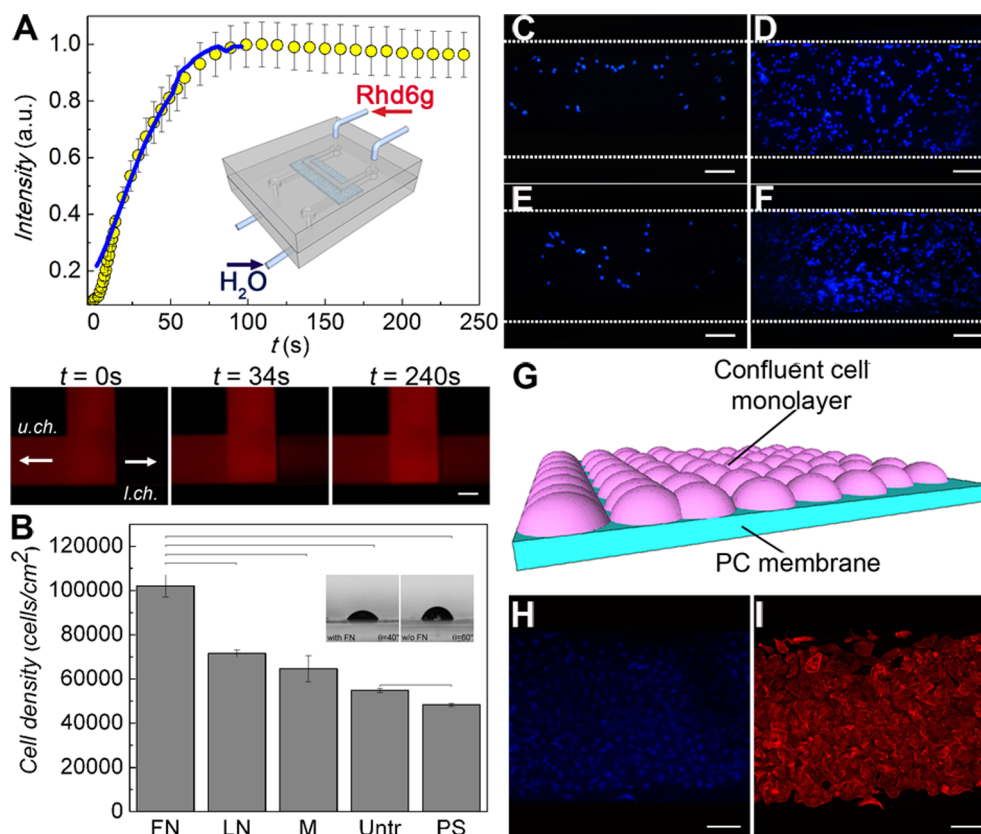 A
1.0
0.8
0.6
0.4
0.2
Intensity (a.u.)
0 50 100 150 200 250
t (s)
Rhd6g
H2O
t = 0s
t = 34s
t = 240s
u.ch.
l.ch.
B
120000
100000
80000
60000
40000
20000
0
Cell density (cells/cm²)
with FN θ=40°
w/o FN θ=60°
FN LN M Untr PS
C
D
E
F
G
Confluent cell
monolayer
PC membrane
H
I